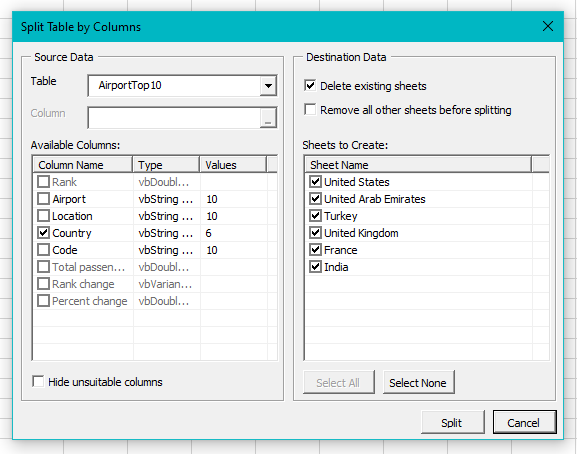 Split Table by Columns
Source Data
Table AirportTop10
Column ...
Available Columns:
Column Name Type Values
Rank vbDoubl...
Airport vbString ... 10
Location vbString ... 10
Country vbString ... 6
Code vbString ... 10
Total passen... vbDoubl...
Rank change vbVarian...
Percent change vbDoubl...
Hide unsuitable columns
Destination Data
Delete existing sheets
Remove all other sheets before splitting
Sheets to Create:
Sheet Name
United States
United Arab Emirates
Turkey
United Kingdom
France
India
Select All Select None
Split Cancel